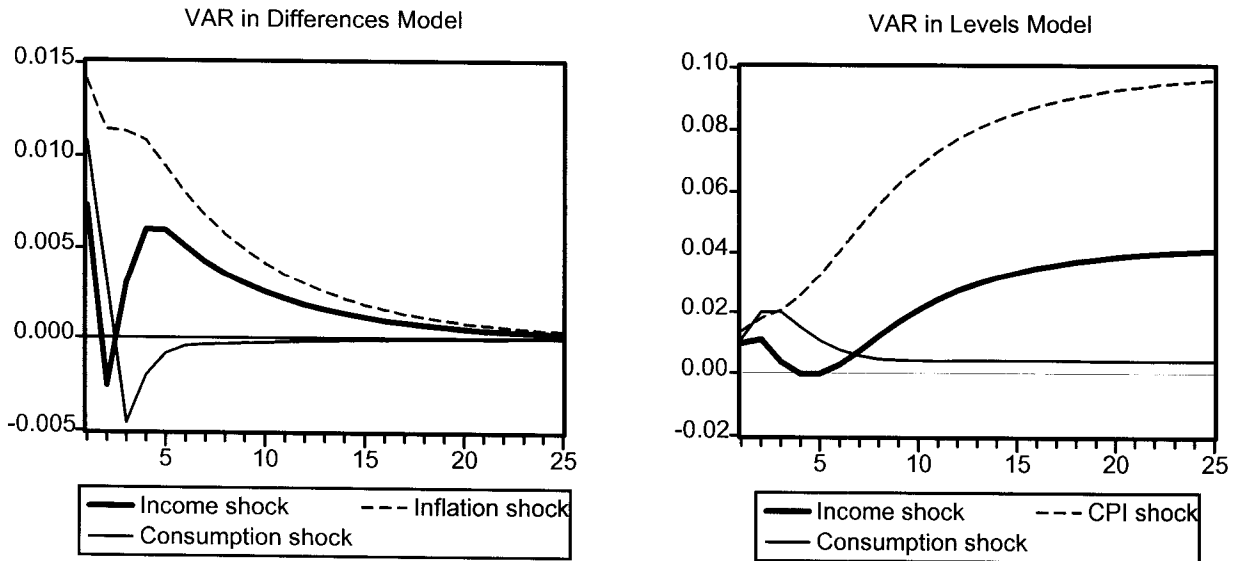 VAR in Differences Model
0.015
0.010
0.005
0.000
-0.005
5 10 15 20 25
Income shock Inflation shock
Consumption shock
VAR in Levels Model
0.10
0.08
0.06
0.04
0.02
0.00
-0.02
5 10 15 20 25
Income shock CPI shock
Consumption shock